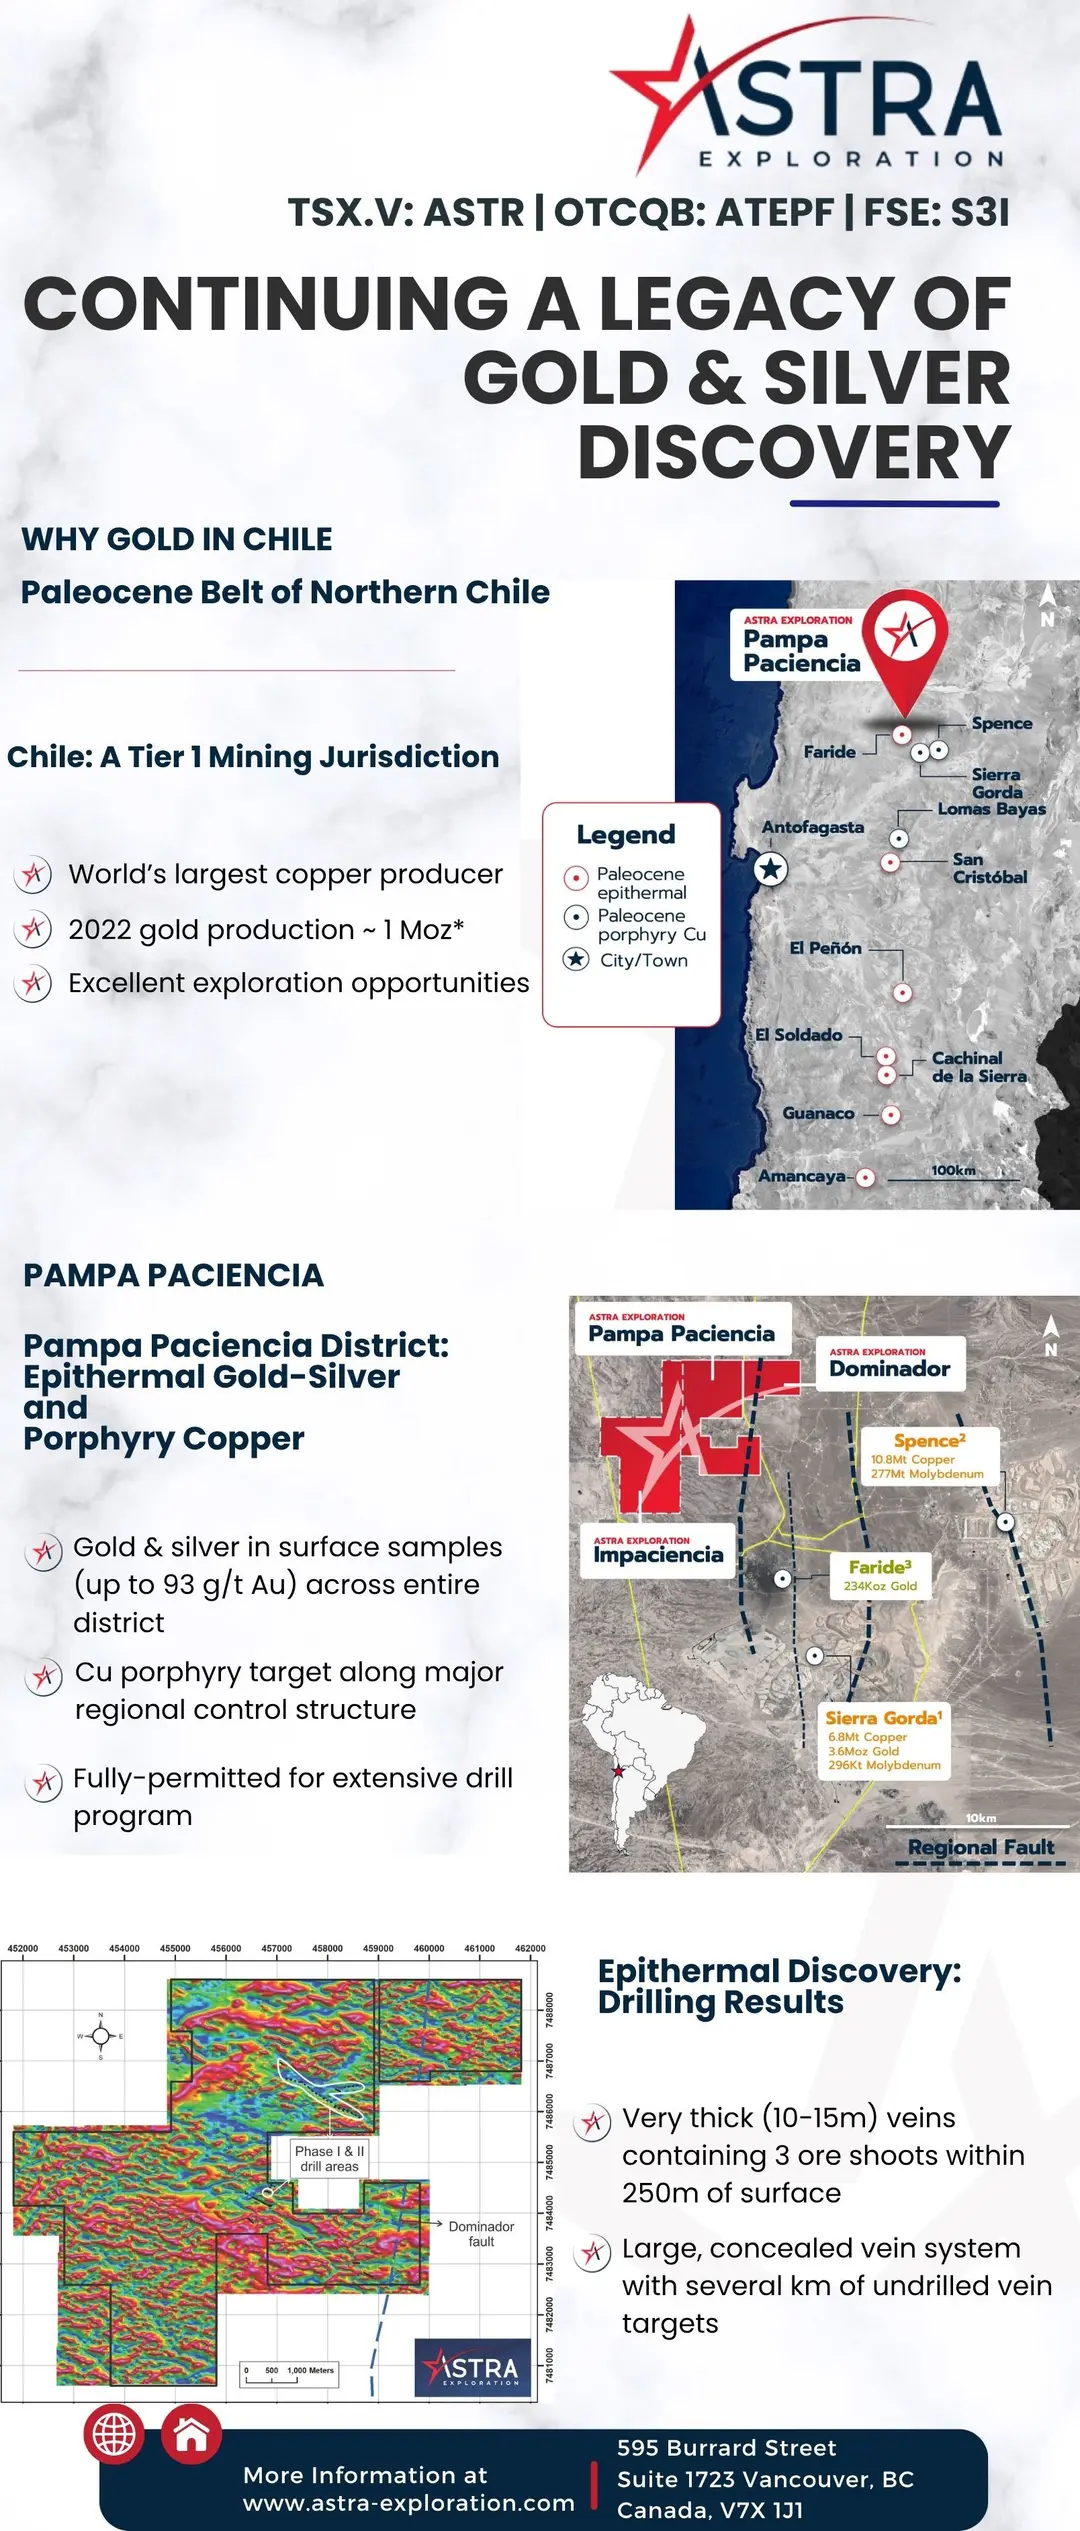 ASTRA
EXPLORATION
TSX.V: ASTR | OTCQB: ATEPF | FSE: S3I
CONTINUING A LEGACY OF
GOLD & SILVER
DISCOVERY
WHY GOLD IN CHILE
Paleocene Belt of Northern Chile
Chile: A Tier 1 Mining Jurisdiction
World's largest copper producer
2022 gold production ~ 1 Moz*
Excellent exploration opportunities
N
ASTRA EXPLORATION
Pampa
Paciencia
Spence
Faride
Sierra
Gorda
Lomas Bayas
Antofagasta
San
Cristóbal
El Peñón
El Soldado
Cachinal
de la Sierra
Guanaco
Amancaya
100km
Legend
Paleocene
epithermal
Paleocene
porphyry Cu
City/Town
PAMPA PACIENCIA
Pampa Paciencia District:
Epithermal Gold-Silver
and
Porphyry Copper
Gold & silver in surface samples
(up to 93 g/t Au) across entire
district
Cu porphyry target along major
regional control structure
Fully-permitted for extensive drill
program
ASTRA EXPLORATION
Pampa Paciencia
N
ASTRA EXPLORATION
Dominador
Spence²
10.8Mt Copper
277Mt Molybdenum
ASTRA EXPLORATION
Impaciencia
Faride³
234Koz Gold
Sierra Gorda¹
6.8Mt Copper
3.6Moz Gold
296Kt Molybdenum
10km
Regional Fault
452000 453000 454000 455000 456000 457000 458000 459000 460000 461000 462000
N
W E
S
7488000
7487000
7486000
7485000
7484000
7483000
7482000
7481000
Phase I & II
drill areas
Dominador
fault
0 500 1,000 Meters
ASTRA
EXPLORATION
Epithermal Discovery:
Drilling Results
Very thick (10-15m) veins
containing 3 ore shoots within
250m of surface
Large, concealed vein system
with several km of undrilled vein
targets
More Information at
www.astra-exploration.com
595 Burrard Street
Suite 1723 Vancouver, BC
Canada, V7X 1J1